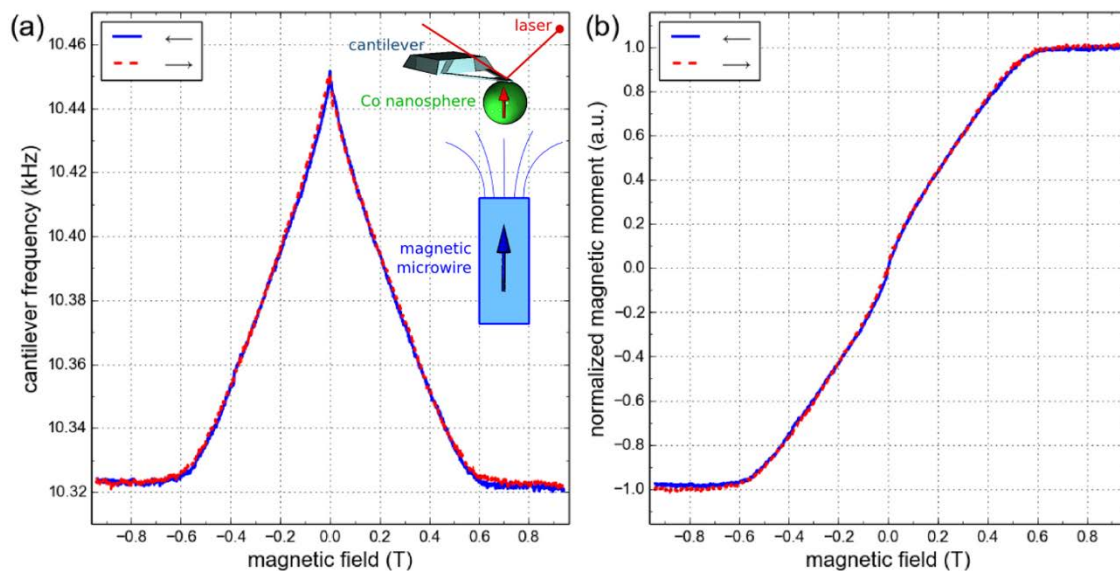 (a)
←
→
cantilever frequency (kHz)
10.46
10.44
10.42
10.40
10.38
10.36
10.34
10.32
−0.8 −0.6 −0.4 −0.2 0.0 0.2 0.4 0.6 0.8
magnetic field (T)
laser
cantilever
Co nanosphere
magnetic
microwire
(b)
←
→
normalized magnetic moment (a.u.)
1.0
0.8
0.6
0.4
0.2
0.0
−0.2
−0.4
−0.6
−0.8
−1.0
−0.8 −0.6 −0.4 −0.2 0.0 0.2 0.4 0.6 0.8
magnetic field (T)